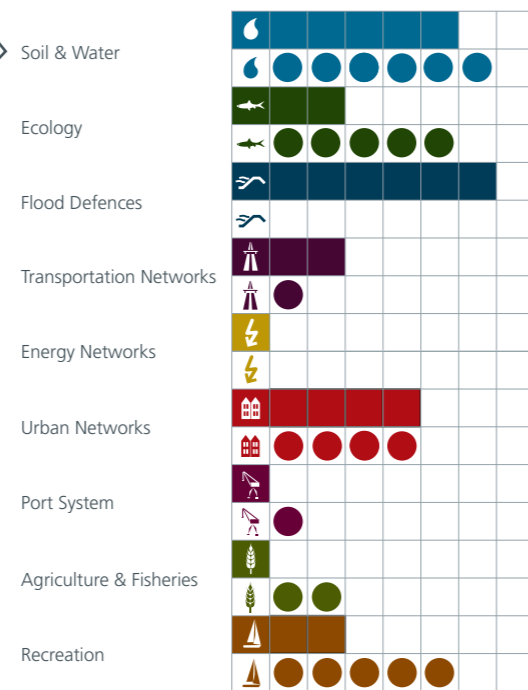 Soil & Water
Ecology
Flood Defences
Transportation Networks
Energy Networks
Urban Networks
Port System
Agriculture & Fisheries
Recreation